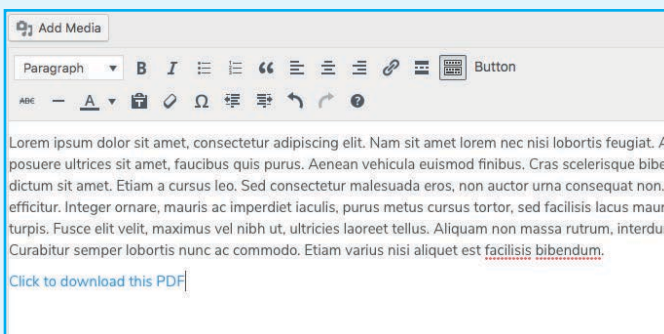 Add Media
Paragraph B I Button
ABC A Ω
Lorem ipsum dolor sit amet, consectetur adipiscing elit. Nam sit amet lorem nec nisi lobortis feugiat. A
posuere ultrices sit amet, faucibus quis purus. Aenean vehicula euismod finibus. Cras scelerisque bibe
dictum sit amet. Etiam a cursus leo. Sed consectetur malesuada eros, non auctor urna consequat non.
efficitur. Integer ornare, mauris ac imperdiet iaculis, purus metus cursus tortor, sed facilisis lacus maur
turpis. Fusce elit velit, maximus vel nibh ut, ultricies laoreet tellus. Aliquam non massa rutrum, interdu
Curabitur semper lobortis nunc ac commodo. Etiam varius nisi aliquet est facilisis bibendum.
Click to download this PDF